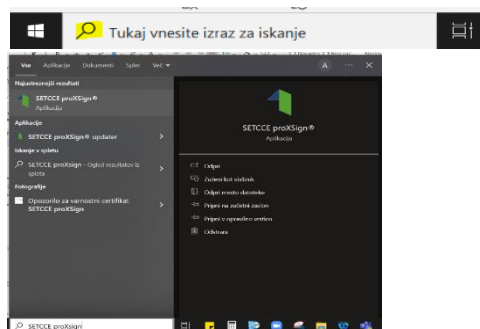 Tukaj vnesite izraz za iskanje
Vse Aplikacije Dokumenti Splet Več
A
Najustreznejši rezultati
SETCCE proXSign®
Aplikacija
Aplikacije
SETCCE proXSign® updater
Iskanje v spletu
SETCCE proXsign - Ogled rezultatov iz
spleta
Fotografije
Opozorilo za varnostni certifikat
SETCCE proXSign
SETCCE proXSign®
Aplikacija
Odpri
Zaženi kot skrbnik
Odpri mesto datoteke
Pripni na začetni zaslon
Pripni v opravilno vrstico
Odstrani
SETCCE proXsign